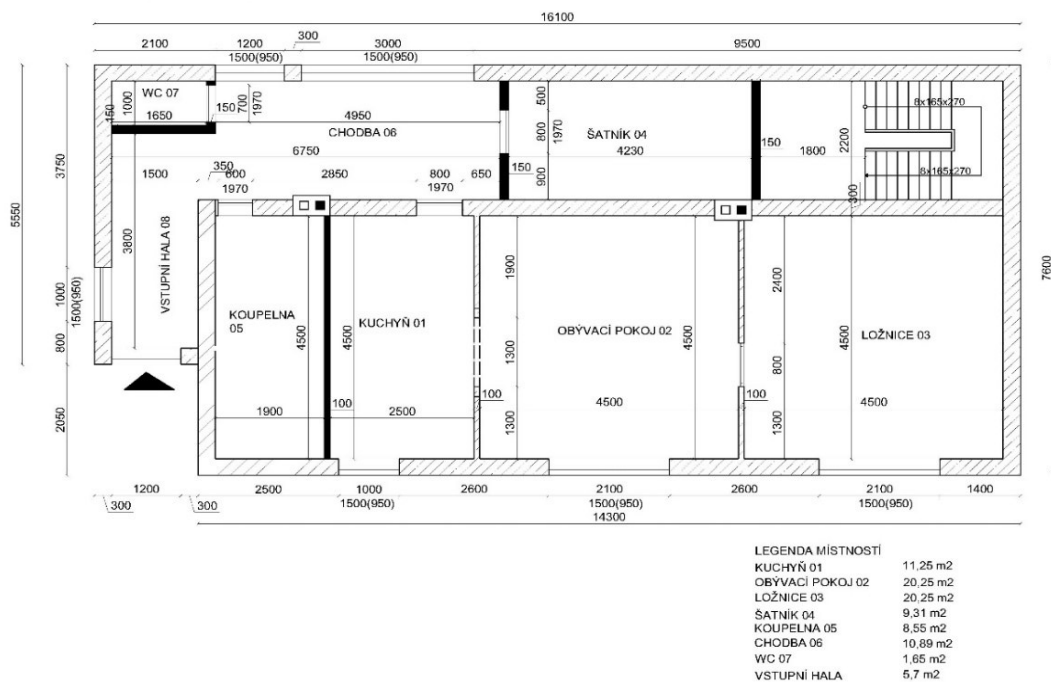 16100
2100 1200 300 3000 9500
1500(950) 1500(950)
WC 07
150 1000 1650 150 700 1970
4950
CHODBA 06
6750
500 800 1970 900
ŠATNÍK 04
4230
150 150
1800 2200
8x165x270
8x165x270
300
3750
5550
1500 350 600 2850 800 650
1970 1970
3800
VSTUPNÍ HALA 08
1000
1500(950)
800
2050
KOUPELNA
05
4500
1900
KUCHYŇ 01
4500
100 2500
1900
1300
1300
100
OBÝVACÍ POKOJ 02
4500
4500
2400
800
1300
100
LOŽNICE 03
4500
4500
7600
1200 2500 1000 2600 2100 2600 2100 1400
300 300 1500(950) 1500(950) 1500(950)
14300
LEGENDA MÍSTNOSTÍ
KUCHYŇ 01 11,25 m2
OBÝVACÍ POKOJ 02 20,25 m2
LOŽNICE 03 20,25 m2
ŠATNÍK 04 9,31 m2
KOUPELNA 05 8,55 m2
CHODBA 06 10,89 m2
WC 07 1,65 m2
VSTUPNÍ HALA 5,7 m2